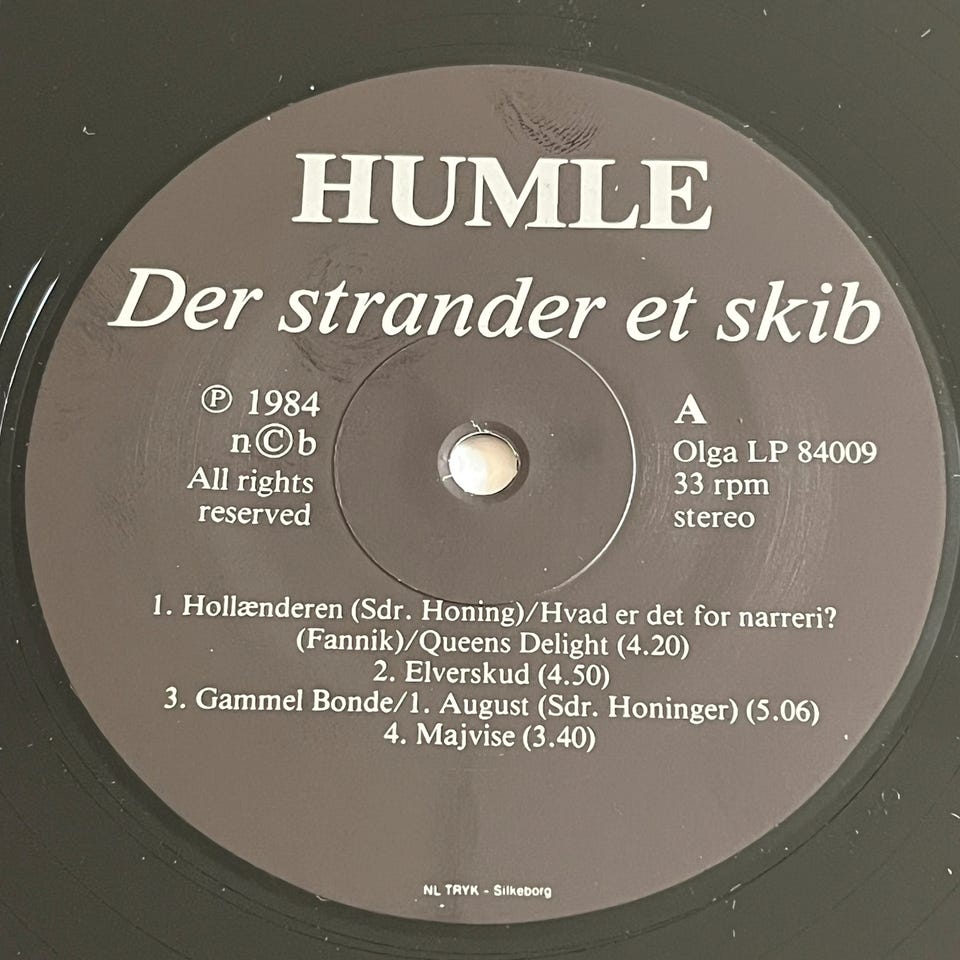 HUMLE
Der strander et skib
℗ 1984
n©b
All rights
reserved
A
Olga LP 84009
33 rpm
stereo
1. Hollænderen (Sdr. Honing)/Hvad er det for narreri?
(Fannik)/Queens Delight (4.20)
2. Elverskud (4.50)
3. Gammel Bonde/1. August (Sdr. Honinger) (5.06)
4. Majvise (3.40)
NL TRYK - Silkeborg